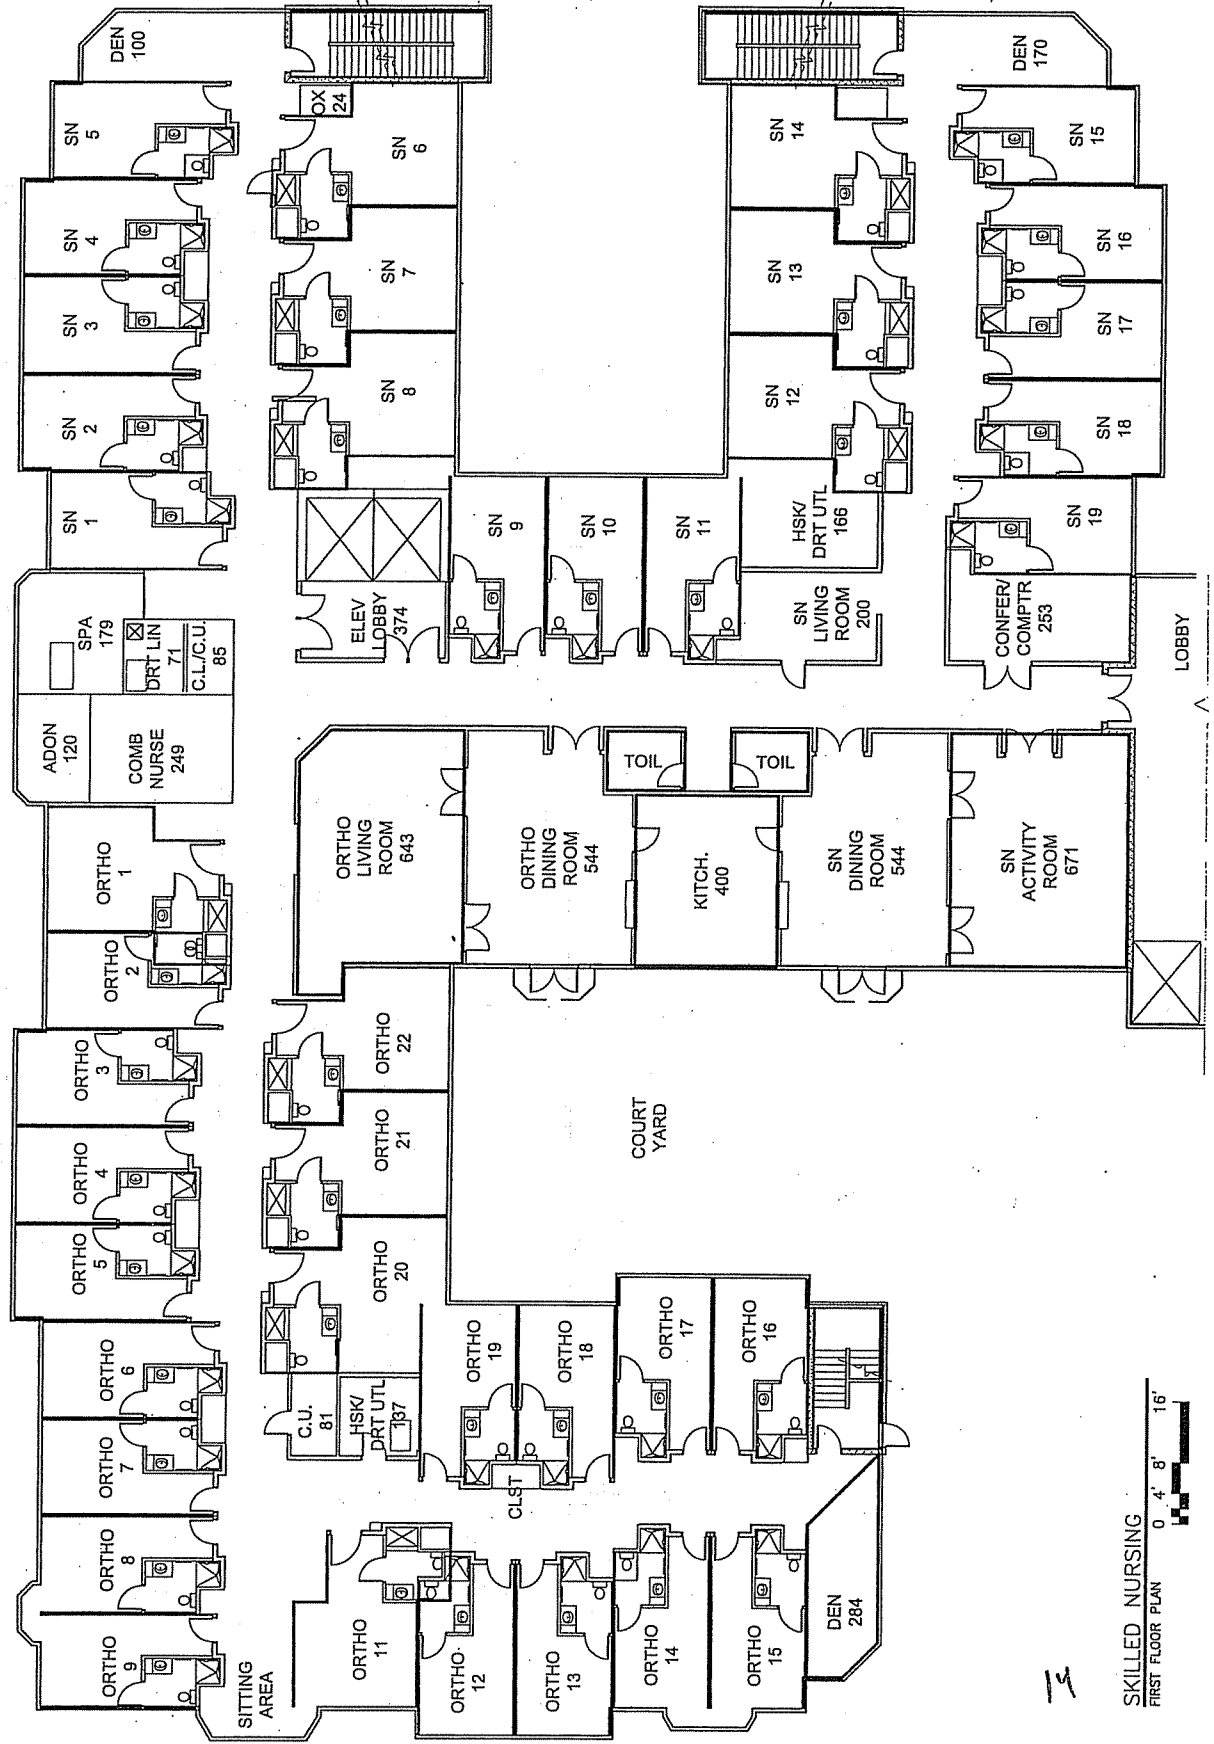 DEN
100
SN
5
SN
4
SN
3
SN
2
SN
1
OX
24
SN
6
SN
7
SN
8
SN
9
SN
10
SN
11
SN
12
SN
13
SN
14
DEN
170
SN
15
SN
16
SN
17
SN
18
SN
19
SPA
179
DRT LIN
71
C.L./C.U.
85
ADON
120
COMB
NURSE
249
ELEV
LOBBY
374
HSK/
DRT UTL
166
SN
LIVING
ROOM
200
CONFER/
COMPTR
253
LOBBY
ORTHO
LIVING
ROOM
643
ORTHO
DINING
ROOM
544
TOIL
TOIL
KITCH.
400
SN
DINING
ROOM
544
SN
ACTIVITY
ROOM
671
ORTHO
1
ORTHO
2
ORTHO
3
ORTHO
4
ORTHO
5
ORTHO
6
ORTHO
7
ORTHO
8
ORTHO
9
SITTING
AREA
ORTHO
22
ORTHO
21
ORTHO
20
C.U.
81
HSK/
DRT UTL
137
ORTHO
19
ORTHO
18
ORTHO
17
ORTHO
16
CLST
ORTHO
11
ORTHO
12
ORTHO
13
ORTHO
14
ORTHO
15
DEN
284
COURT
YARD
14
SKILLED NURSING
FIRST FLOOR PLAN
0 4' 8' 16'